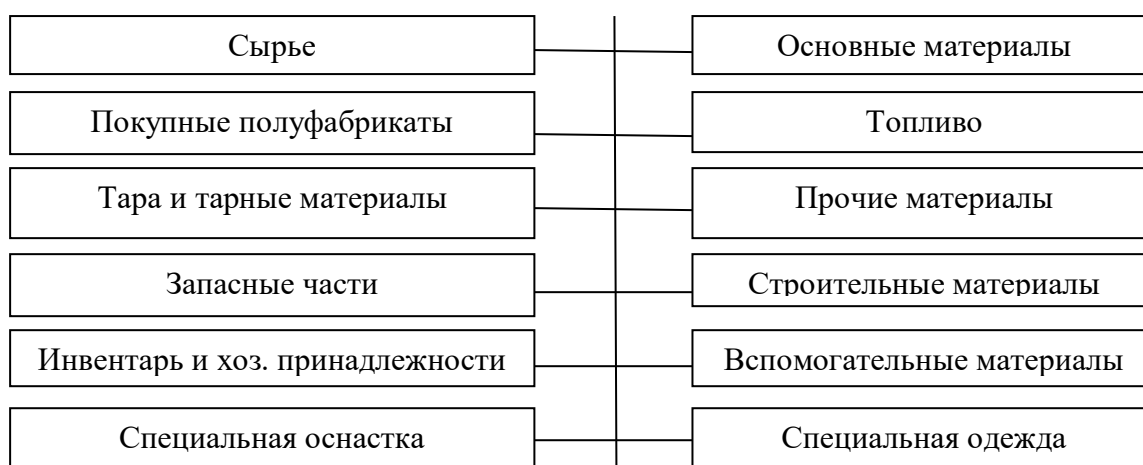 Сырье
Основные материалы
Покупные полуфабрикаты
Топливо
Тара и тарные материалы
Прочие материалы
Запасные части
Строительные материалы
Инвентарь и хоз. принадлежности
Вспомогательные материалы
Специальная оснастка
Специальная одежда